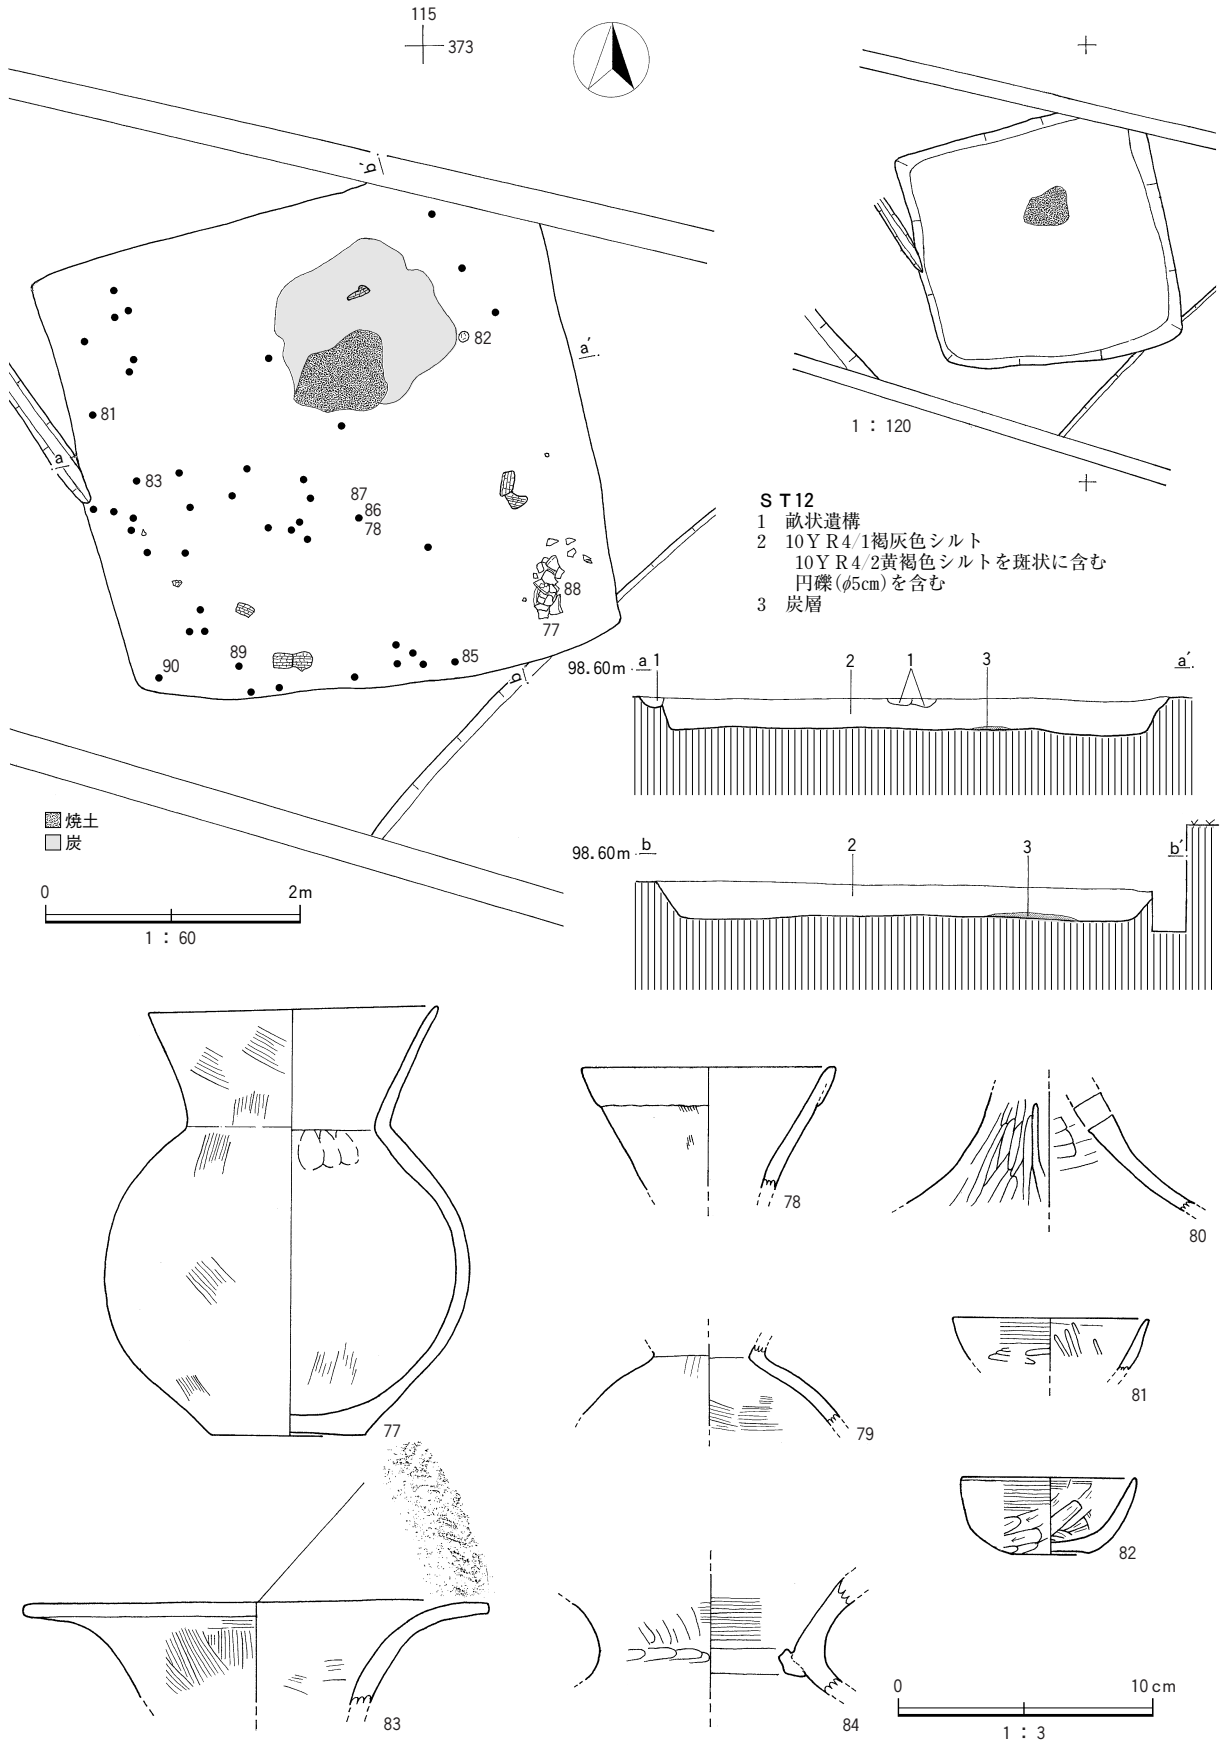 115
373
b′
82
a′
81
a
83
87
86
78
88
77
89
90
85
b
焼土
炭
0 2m
1 : 60
1 : 120
ST12
1 畝状遺構
2 10YR4/1褐灰色シルト
10YR4/2黄褐色シルトを斑状に含む
円礫(φ5cm)を含む
3 炭層
98.60m a 1 2 1 3 a′
98.60m b 2 3 b′
77
78
80
79
81
82
83
84
0 10cm
1 : 3